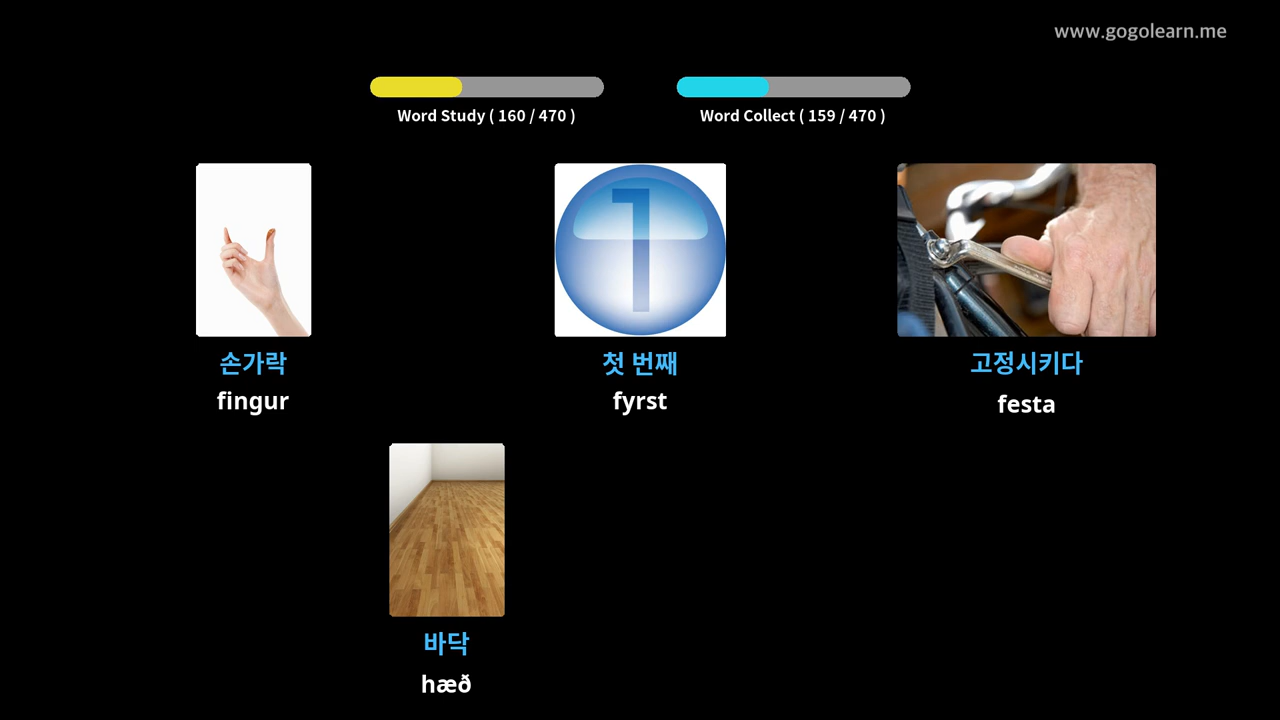 www.gogolearn.me
Word Study ( 160 / 470 )
Word Collect ( 159 / 470 )
1
손가락
fingur
첫 번째
fyrst
고정시키다
festa
바닥
hæð